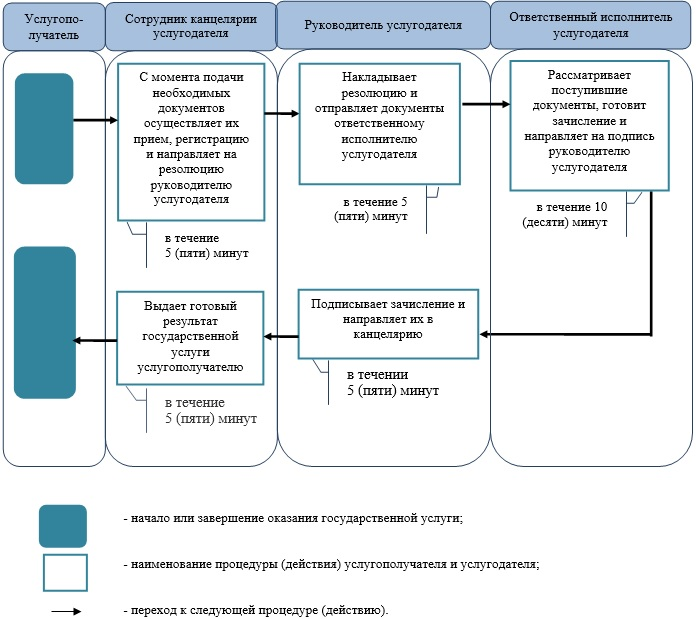 Услугопо-
лучатель
Сотрудник канцелярии
услугодателя
Руководитель услугодателя
Ответственный исполнитель
услугодателя
С момента подачи
необходимых
документов
осуществляет их
прием, регистрацию
и направляет на
резолюцию
руководителю
услугодателя
в течение
5 (пяти) минут
Накладывает
резолюцию и
отправляет документы
ответственному
исполнителю
услугодателя
в течение 5
(пяти) минут
Рассматривает
поступившие
документы, готовит
зачисление и
направляет на подпись
руководителю
услугодателя
в течение 10
(десяти) минут
Подписывает зачисление и
направляет их в
канцелярию
в течении
5 (пяти) минут
Выдает готовый
результат
государственной
услуги
услугополучателю
в течение
5 (пяти) минут
- начало или завершение оказания государственной услуги;
- наименование процедуры (действия) услугополучателя и услугодателя;
- переход к следующей процедуре (действию).